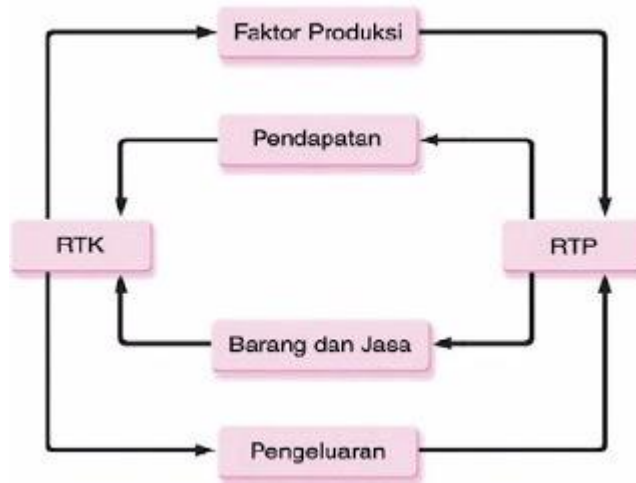 Faktor Produksi
Pendapatan
RTK
RTP
Barang dan Jasa
Pengeluaran